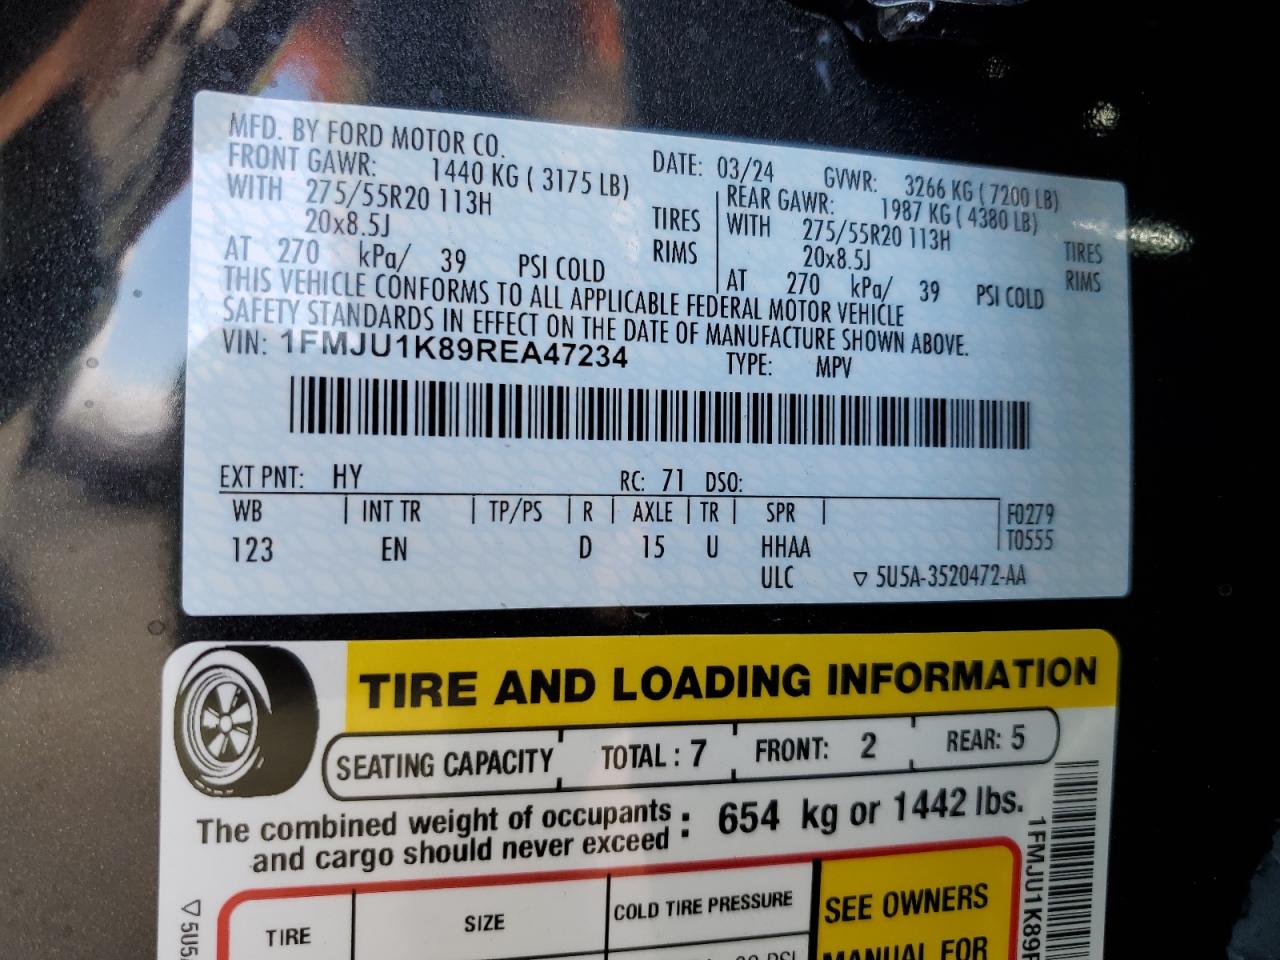 MFD. BY FORD MOTOR CO. DATE: 03/24 GVWR: 3266 KG ( 7200 LB)
FRONT GAWR: 1440 KG ( 3175 LB)
WITH 275/55R20 113H TIRES
20x8.5J RIMS
AT 270 kPa/ 39 PSI COLD
REAR GAWR: 1987 KG ( 4380 LB)
WITH 275/55R20 113H TIRES
20x8.5J RIMS
AT 270 kPa/ 39 PSI COLD
THIS VEHICLE CONFORMS TO ALL APPLICABLE FEDERAL MOTOR VEHICLE
SAFETY STANDARDS IN EFFECT ON THE DATE OF MANUFACTURE SHOWN ABOVE.
VIN: 1FMJU1K89REA47234 TYPE: MPV
EXT PNT: HY RC: 71 DSO:
WB | INT TR | TP/PS | R | AXLE | TR | SPR | F0279
123 EN D 15 U HHAA T0555
ULC ▽ 5U5A-3520472-AA
TIRE AND LOADING INFORMATION
SEATING CAPACITY TOTAL : 7 FRONT: 2 REAR: 5
The combined weight of occupants
and cargo should never exceed : 654 kg or 1442 lbs.
TIRE SIZE COLD TIRE PRESSURE
SEE OWNERS
MANUAL FOR
PSI
1FMJU1K89R
▽ 5U5